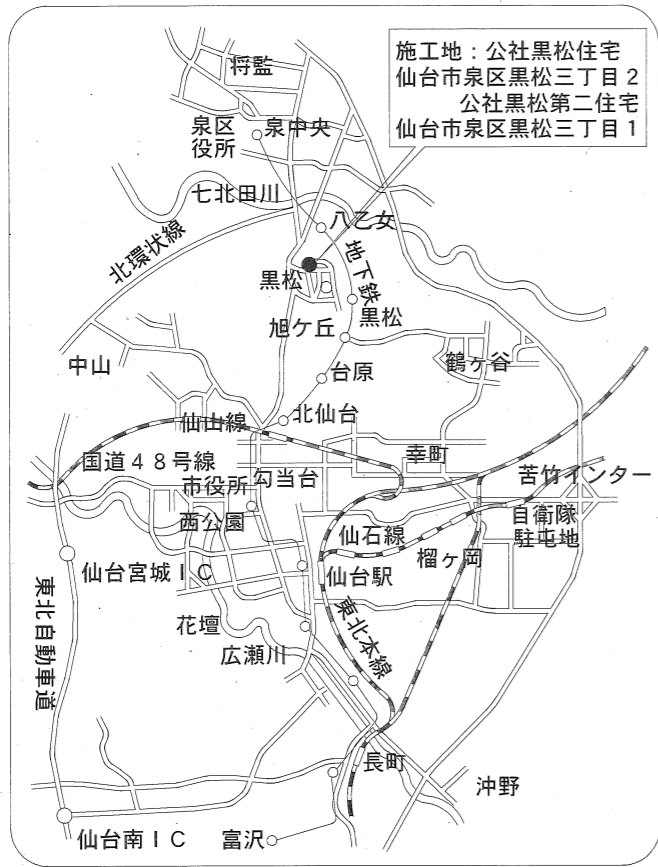 施工地：公社黒松住宅
仙台市泉区黒松三丁目２
公社黒松第二住宅
仙台市泉区黒松三丁目１
将監
泉区
役所
泉中央
七北田川
八乙女
北環状線
地下鉄
黒松
黒松
旭ケ丘
中山
鶴ヶ谷
台原
北仙台
仙山線
幸町
国道４８号線
勾当台
苦竹インター
市役所
西公園
自衛隊
駐屯地
仙石線
榴ヶ岡
仙台宮城ＩＣ
仙台駅
東北自動車道
花壇
東北本線
広瀬川
長町
沖野
仙台南ＩＣ
富沢